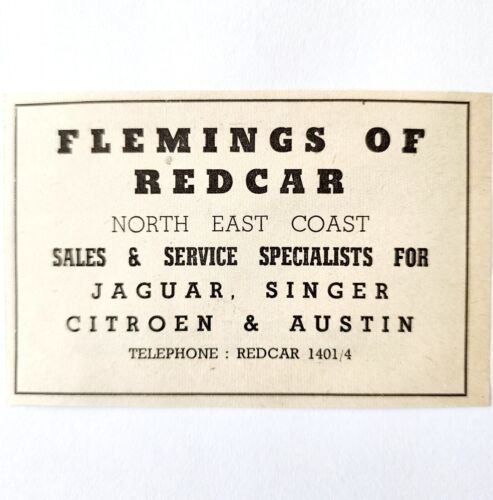 FLEMINGS OF
REDCAR
NORTH EAST COAST
SALES & SERVICE SPECIALISTS FOR
JAGUAR, SINGER
CITROEN & AUSTIN
TELEPHONE : REDCAR 1401/4